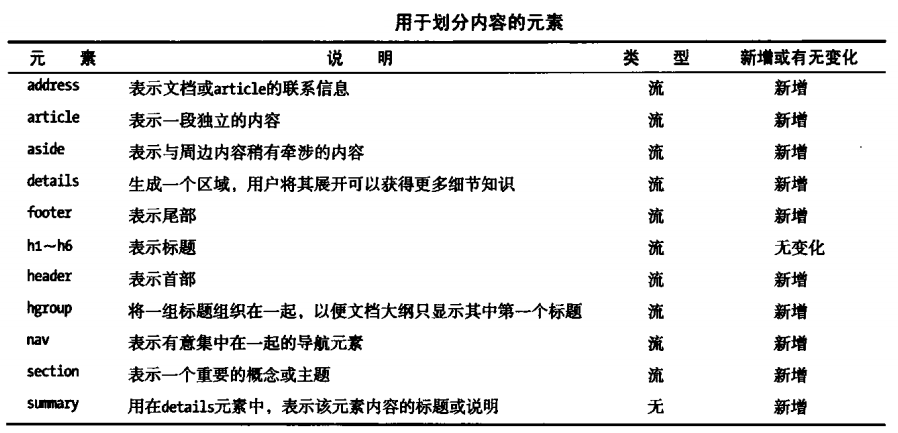 用于划分内容的元素
元 素 说 明 类 型 新增或有无变化
address 表示文档或article的联系信息 流 新增
article 表示一段独立的内容 流 新增
aside 表示与周边内容稍有牵涉的内容 流 新增
details 生成一个区域，用户将其展开可以获得更多细节知识 流 新增
footer 表示尾部 流 新增
h1～h6 表示标题 流 无变化
header 表示首部 流 新增
hgroup 将一组标题组织在一起，以便文档大纲只显示其中第一个标题 流 新增
nav 表示有意集中在一起的导航元素 流 新增
section 表示一个重要的概念或主题 流 新增
summary 用在details元素中，表示该元素内容的标题或说明 无 新增